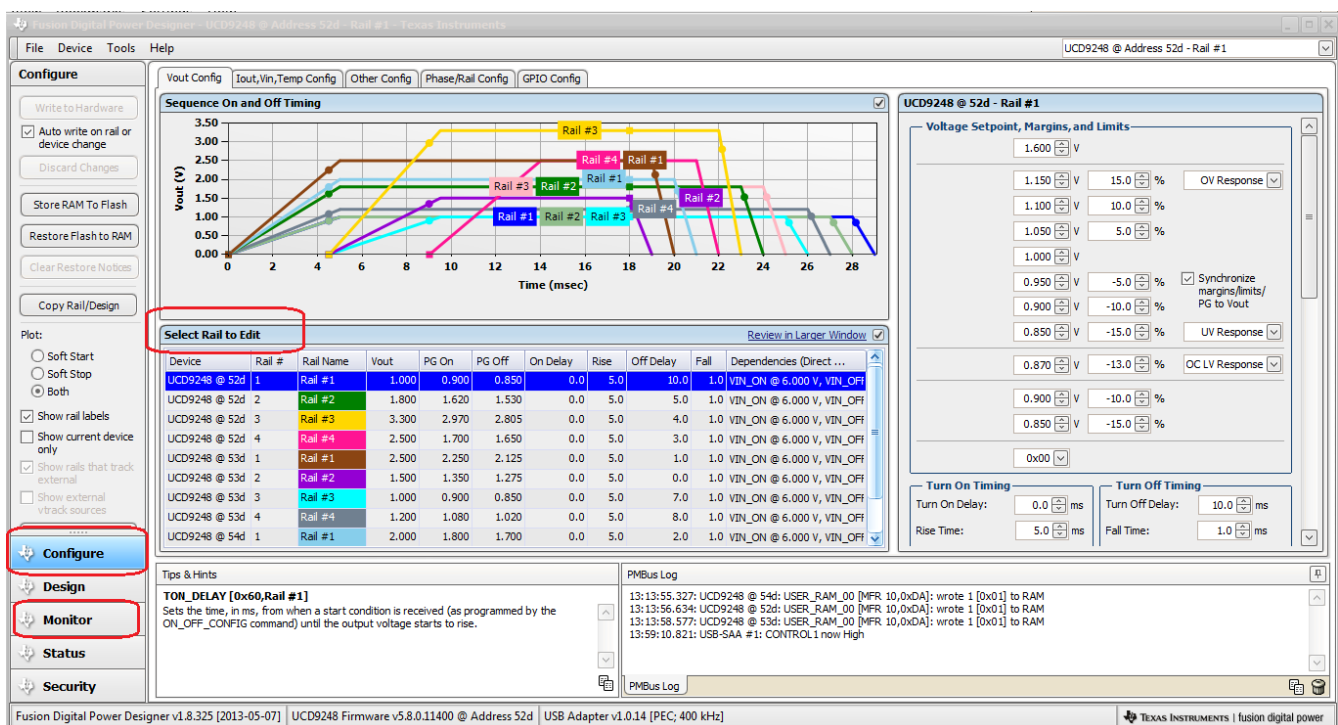 Fusion Digital Power Designer - UCD9248 @ Address 52d - Rail #1 - Texas Instruments
File Device Tools Help
UCD9248 @ Address 52d - Rail #1
Configure
Write to Hardware
Auto write on rail or
device change
Discard Changes
Store RAM To Flash
Restore Flash to RAM
Clear Restore Notices
Copy Rail/Design
Plot:
Soft Start
Soft Stop
Both
Show rail labels
Show current device
only
Show rails that track
external
Show external
vtrack sources
Configure
Design
Monitor
Status
Security
Vout Config Iout,Vin,Temp Config Other Config Phase/Rail Config GPIO Config
Sequence On and Off Timing
Vout (V)
3.50
3.00
2.50
2.00
1.50
1.00
0.50
0.00
0 2 4 6 8 10 12 14 16 18 20 22 24 26 28
Time (msec)
Rail #3
Rail #4 Rail #1
Rail #3 Rail #2 Rail #1
Rail #2
Rail #1 Rail #2 Rail #3 Rail #4
Select Rail to Edit Review in Larger Window
Device Rail # Rail Name Vout PG On PG Off On Delay Rise Off Delay Fall Dependencies (Direct ...
UCD9248 @ 52d 1 Rail #1 1.000 0.900 0.850 0.0 5.0 10.0 1.0 VIN_ON @ 6.000 V, VIN_OFF
UCD9248 @ 52d 2 Rail #2 1.800 1.620 1.530 0.0 5.0 5.0 1.0 VIN_ON @ 6.000 V, VIN_OFF
UCD9248 @ 52d 3 Rail #3 3.300 2.970 2.805 0.0 5.0 4.0 1.0 VIN_ON @ 6.000 V, VIN_OFF
UCD9248 @ 52d 4 Rail #4 2.500 1.700 1.650 0.0 5.0 3.0 1.0 VIN_ON @ 6.000 V, VIN_OFF
UCD9248 @ 53d 1 Rail #1 2.500 2.250 2.125 0.0 5.0 1.0 1.0 VIN_ON @ 6.000 V, VIN_OFF
UCD9248 @ 53d 2 Rail #2 1.500 1.350 1.275 0.0 5.0 0.0 1.0 VIN_ON @ 6.000 V, VIN_OFF
UCD9248 @ 53d 3 Rail #3 1.000 0.900 0.850 0.0 5.0 7.0 1.0 VIN_ON @ 6.000 V, VIN_OFF
UCD9248 @ 53d 4 Rail #4 1.200 1.080 1.020 0.0 5.0 8.0 1.0 VIN_ON @ 6.000 V, VIN_OFF
UCD9248 @ 54d 1 Rail #1 2.000 1.800 1.700 0.0 5.0 2.0 1.0 VIN_ON @ 6.000 V, VIN_OFF
UCD9248 @ 52d - Rail #1
Voltage Setpoint, Margins, and Limits
1.600 V
1.150 V 15.0 % OV Response
1.100 V 10.0 %
1.050 V 5.0 %
1.000 V
0.950 V -5.0 % Synchronize
margins/limits/
0.900 V -10.0 % PG to Vout
0.850 V -15.0 % UV Response
0.870 V -13.0 % OC LV Response
0.900 V -10.0 %
0.850 V -15.0 %
0x00
Turn On Timing Turn Off Timing
Turn On Delay: 0.0 ms Turn Off Delay: 10.0 ms
Rise Time: 5.0 ms Fall Time: 1.0 ms
Tips & Hints
TON_DELAY [0x60,Rail #1]
Sets the time, in ms, from when a start condition is received (as programmed by the
ON_OFF_CONFIG command) until the output voltage starts to rise.
PMBus Log
13:13:55.327: UCD9248 @ 54d: USER_RAM_00 [MFR 10,0xDA]: wrote 1 [0x01] to RAM
13:13:56.634: UCD9248 @ 52d: USER_RAM_00 [MFR 10,0xDA]: wrote 1 [0x01] to RAM
13:13:58.577: UCD9248 @ 53d: USER_RAM_00 [MFR 10,0xDA]: wrote 1 [0x01] to RAM
13:59:10.821: USB-SAA #1: CONTROL1 now High
PMBus Log
Fusion Digital Power Designer v1.8.325 [2013-05-07] UCD9248 Firmware v5.8.0.11400 @ Address 52d USB Adapter v1.0.14 [PEC; 400 kHz] TEXAS INSTRUMENTS | fusion digital power